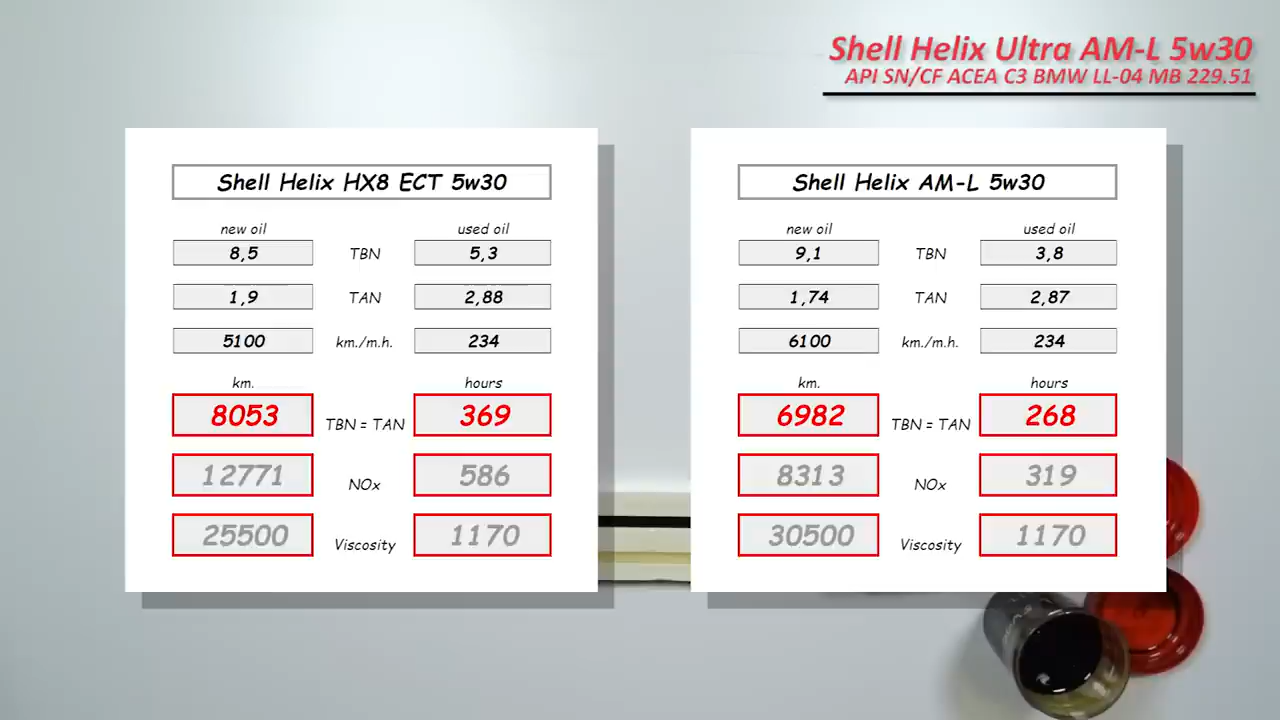 Shell Helix Ultra AM-L 5w30
API SN/CF ACEA C3 BMW LL-04 MB 229.51
Shell Helix HX8 ECT 5w30
new oil used oil
8,5 TBN 5,3
1,9 TAN 2,88
5100 km./m.h. 234
km. hours
8053 TBN = TAN 369
12771 NOx 586
25500 Viscosity 1170
Shell Helix AM-L 5w30
new oil used oil
9,1 TBN 3,8
1,74 TAN 2,87
6100 km./m.h. 234
km. hours
6982 TBN = TAN 268
8313 NOx 319
30500 Viscosity 1170